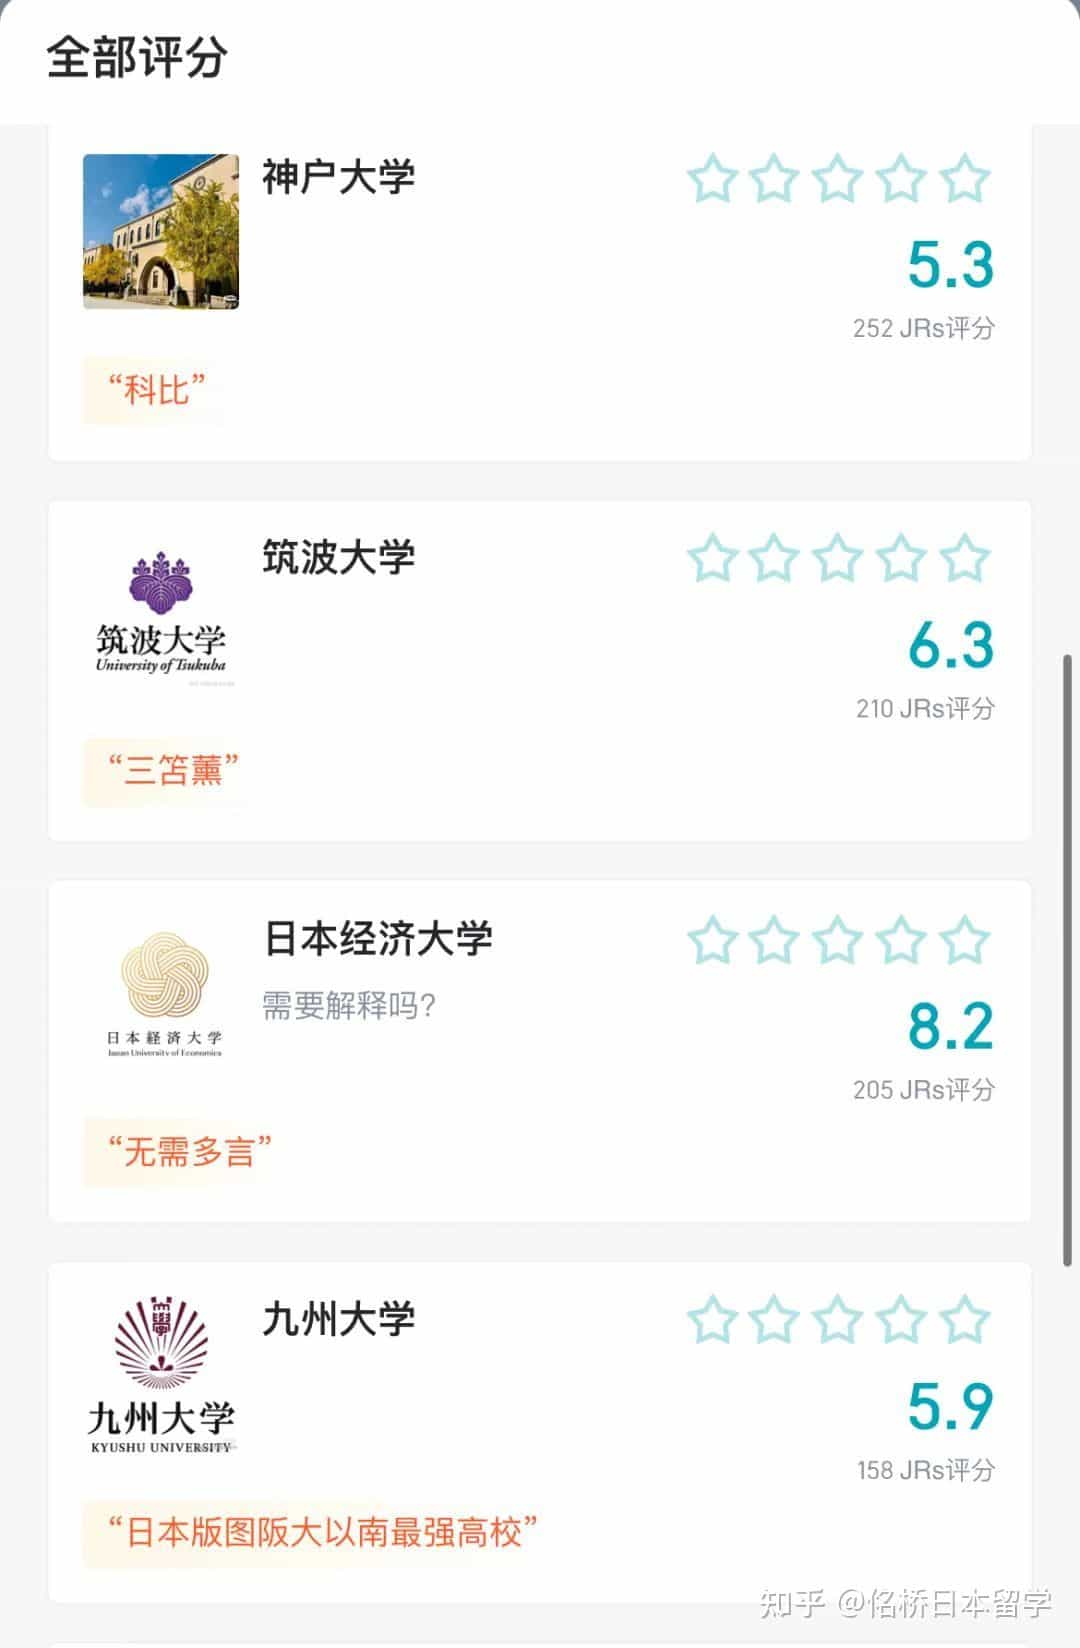 全部评分
神户大学
5.3
252 JRs评分
“科比”
筑波大学
筑波大学
University of Tsukuba
6.3
210 JRs评分
“三笘薰”
日本经济大学
需要解释吗?
日本経済大学
Japan University of Economics
8.2
205 JRs评分
“无需多言”
九州大学
九州大学
KYUSHU UNIVERSITY
5.9
158 JRs评分
“日本版图阪大以南最强高校”
知乎 @佲桥日本留学